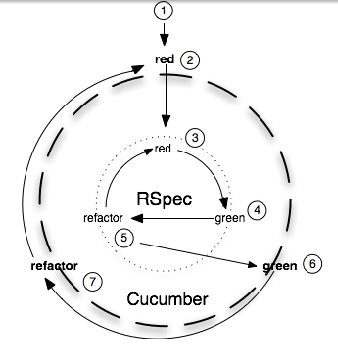 1
red 2
3
red
RSpec
refactor green 4
5
refactor green 6
7
Cucumber